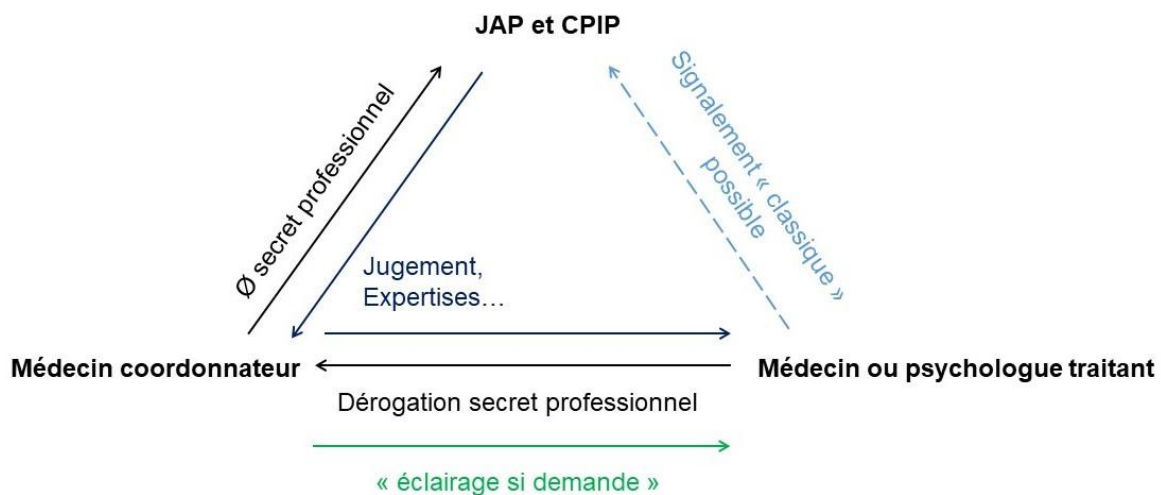 JAP et CPIP
Ø secret professionnel
Signalement « classique »
possible
Jugement,
Expertises…
Médecin coordonnateur
Médecin ou psychologue traitant
Dérogation secret professionnel
« éclairage si demande »